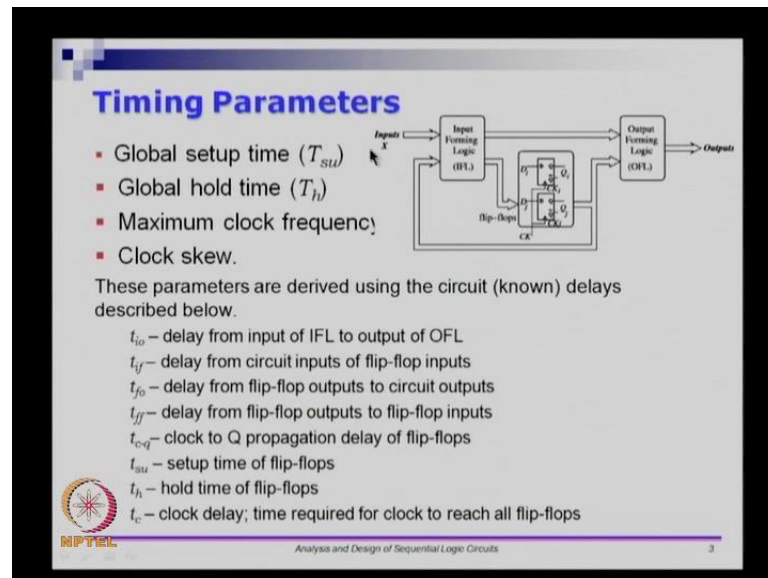 Timing Parameters
Global setup time (Tsu)
Global hold time (Th)
Maximum clock frequency
Clock skew.
Inputs
X
Input
Forming
Logic
(IFL)
Output
Forming
Logic
(OFL)
Outputs
flip-flops
CK
These parameters are derived using the circuit (known) delays
described below.
tio – delay from input of IFL to output of OFL
tif – delay from circuit inputs of flip-flop inputs
tfo – delay from flip-flop outputs to circuit outputs
tff – delay from flip-flop outputs to flip-flop inputs
tc-q – clock to Q propagation delay of flip-flops
tsu – setup time of flip-flops
th – hold time of flip-flops
tc – clock delay; time required for clock to reach all flip-flops
NPTEL
Analysis and Design of Sequential Logic Circuits
3